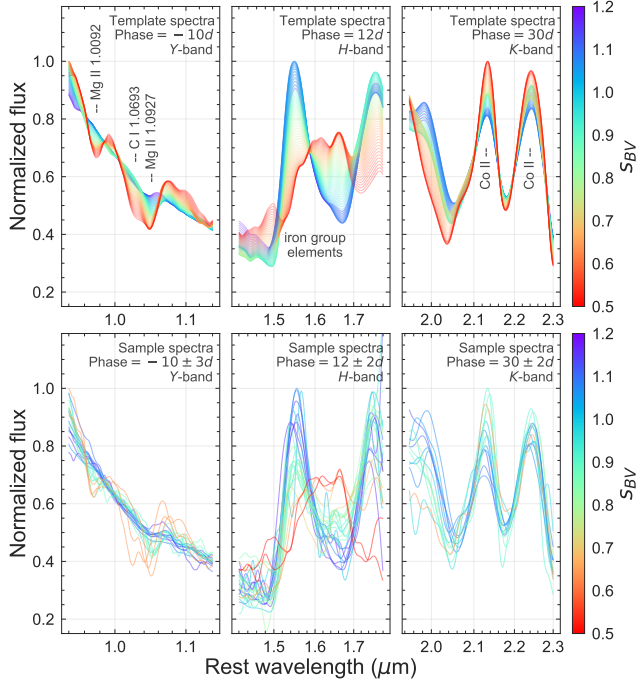 Template spectra
Phase = − 10d
Y-band
-- Mg II 1.0092
-- C I 1.0693
-- Mg II 1.0927
Template spectra
Phase = 12d
H-band
iron group
elements
Template spectra
Phase = 30d
K-band
Co II --
Co II --
Normalized flux
1.0
0.8
0.6
0.4
0.2
1.0
1.1
1.5
1.6
1.7
2.0
2.1
2.2
2.3
1.2
1.1
1.0
0.9
0.8
0.7
0.6
0.5
SBV
Sample spectra
Phase = − 10 ± 3d
Y-band
Sample spectra
Phase = 12 ± 2d
H-band
Sample spectra
Phase = 30 ± 2d
K-band
Normalized flux
1.0
0.8
0.6
0.4
0.2
1.0
1.1
1.5
1.6
1.7
2.0
2.1
2.2
2.3
1.2
1.1
1.0
0.9
0.8
0.7
0.6
0.5
SBV
Rest wavelength (μm)